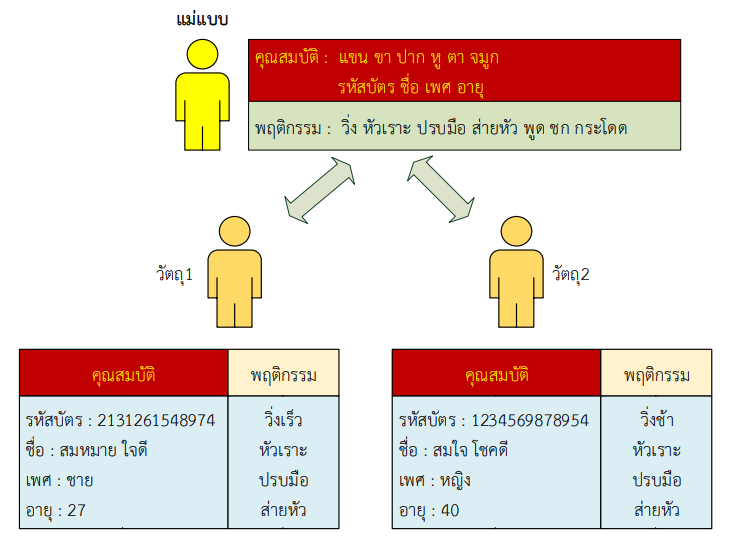 แม่แบบ
คุณสมบัติ : แขน ขา ปาก หู ตา จมูก
รหัสบัตร ชื่อ เพศ อายุ
พฤติกรรม : วิ่ง หัวเราะ ปรบมือ ส่ายหัว พูด ชก กระโดด
วัตถุ1
วัตถุ2
คุณสมบัติ
พฤติกรรม
รหัสบัตร : 2131261548974
วิ่งเร็ว
ชื่อ : สมหมาย ใจดี
หัวเราะ
เพศ : ชาย
ปรบมือ
อายุ : 27
ส่ายหัว
คุณสมบัติ
พฤติกรรม
รหัสบัตร : 1234569878954
วิ่งช้า
ชื่อ : สมใจ โชคดี
หัวเราะ
เพศ : หญิง
ปรบมือ
อายุ : 40
ส่ายหัว